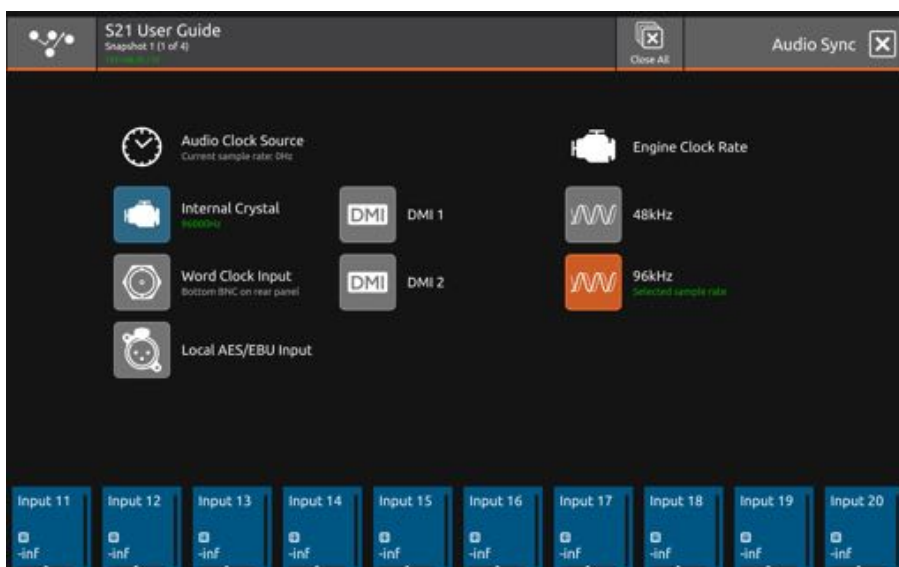 S21 User Guide
Snapshot 1 (1 of 4)
Close All
Audio Sync
Audio Clock Source
Current sample rate: 0Hz
Engine Clock Rate
Internal Crystal
96000Hz
DMI
DMI 1
48kHz
Word Clock Input
Bottom BNC on rear panel
DMI
DMI 2
96kHz
Selected sample rate
Local AES/EBU Input
Input 11 Input 12 Input 13 Input 14 Input 15 Input 16 Input 17 Input 18 Input 19 Input 20
-inf -inf -inf -inf -inf -inf -inf -inf -inf -inf